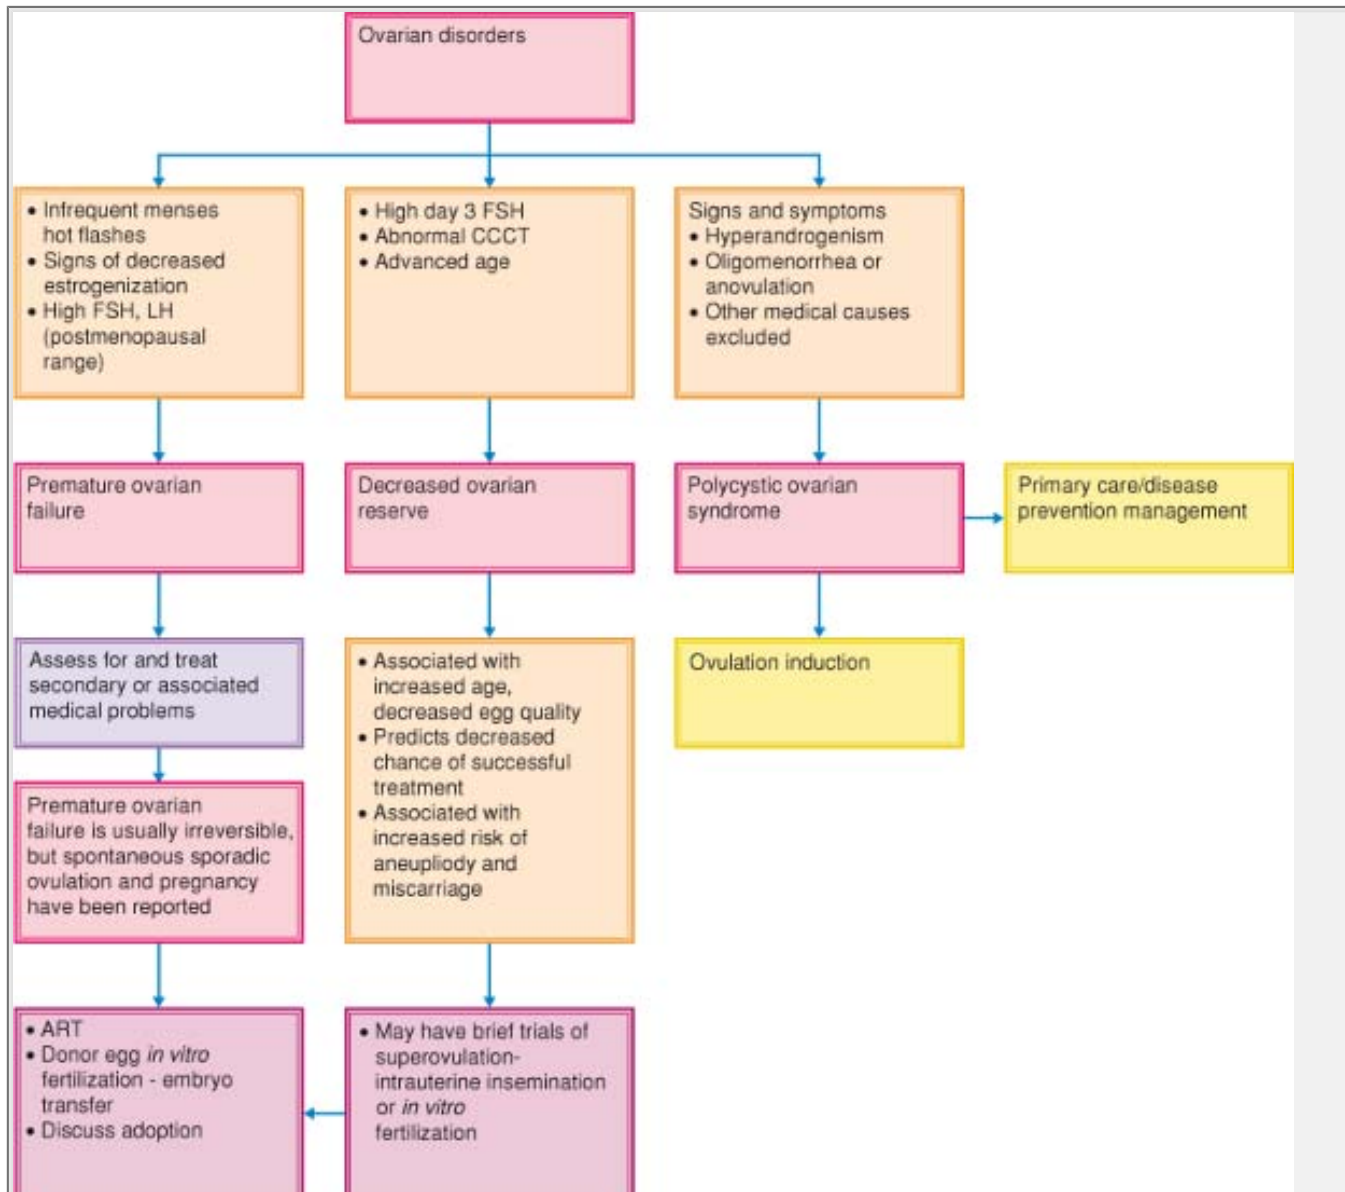 Ovarian disorders
• Infrequent menses
hot flashes
• Signs of decreased
estrogenization
• High FSH, LH
(postmenopausal
range)
• High day 3 FSH
• Abnormal CCCT
• Advanced age
Signs and symptoms
• Hyperandrogenism
• Oligomenorrhea or
anovulation
• Other medical causes
excluded
Premature ovarian
failure
Decreased ovarian
reserve
Polycystic ovarian
syndrome
Primary care/disease
prevention management
Assess for and treat
secondary or associated
medical problems
• Associated with
increased age,
decreased egg quality
• Predicts decreased
chance of successful
treatment
• Associated with
increased risk of
aneupliody and
miscarriage
Ovulation induction
Premature ovarian
failure is usually irreversible,
but spontaneous sporadic
ovulation and pregnancy
have been reported
• ART
• Donor egg in vitro
fertilization - embryo
transfer
• Discuss adoption
• May have brief trials of
superovulation-
intrauterine insemination
or in vitro
fertilization